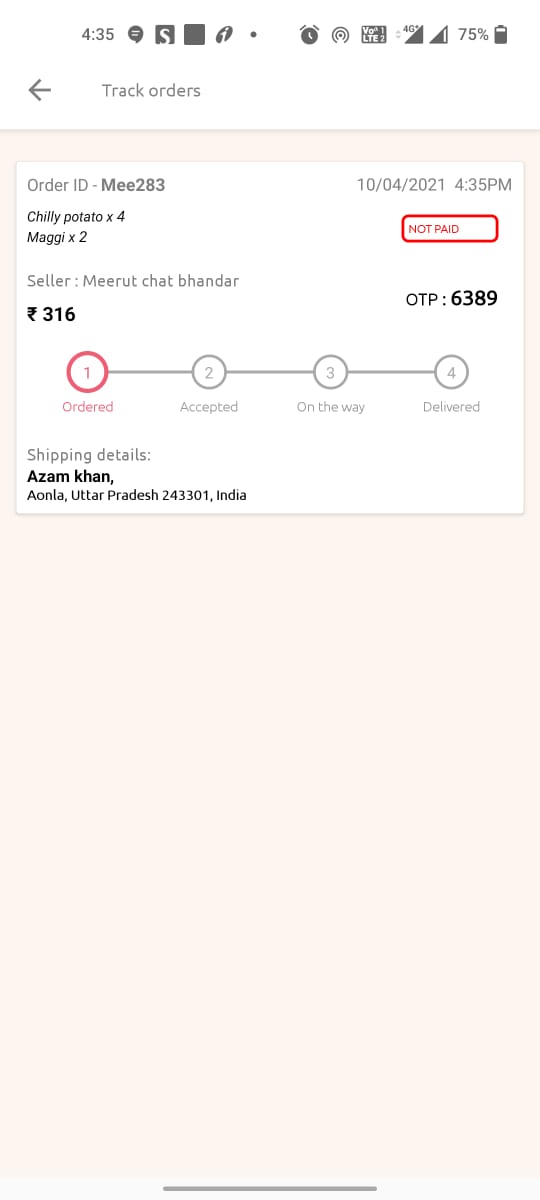 4:35
Vo 1
LTE 2
4G+
75%
Track orders
Order ID - Mee283
10/04/2021 4:35PM
Chilly potato x 4
Maggi x 2
NOT PAID
Seller : Meerut chat bhandar
OTP : 6389
₹ 316
1
2
3
4
Ordered
Accepted
On the way
Delivered
Shipping details:
Azam khan,
Aonla, Uttar Pradesh 243301, India